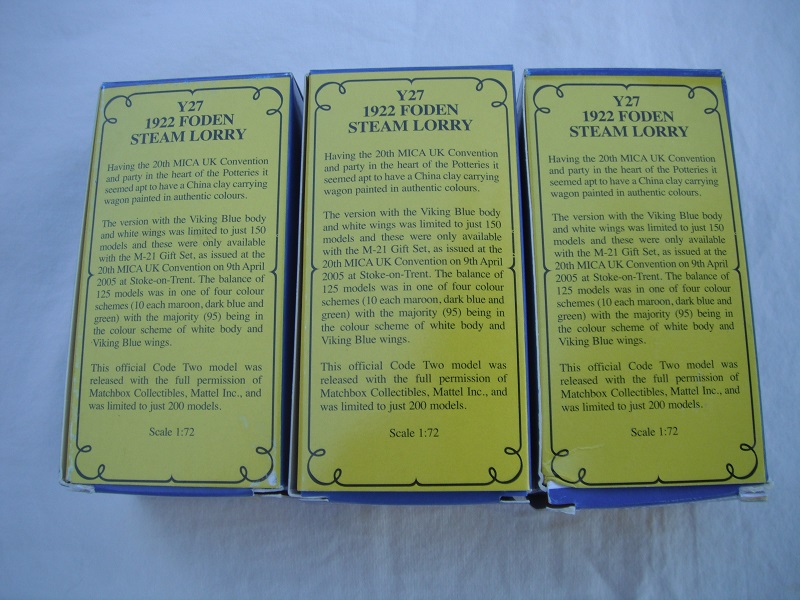 Y27
1922 FODEN
STEAM LORRY
Having the 20th MICA UK Convention
and party in the heart of the Potteries it
seemed apt to have a China clay carrying
wagon painted in authentic colours.
The version with the Viking Blue body
and white wings was limited to just 150
models and these were only available
with the M-21 Gift Set, as issued at the
20th MICA UK Convention on 9th April
2005 at Stoke-on-Trent. The balance of
125 models was in one of four colour
schemes (10 each maroon, dark blue and
green) with the majority (95) being in
the colour scheme of white body and
Viking Blue wings.
This official Code Two model was
released with the full permission of
Matchbox Collectibles, Mattel Inc., and
was limited to just 200 models.
Scale 1:72
Y27
1922 FODEN
STEAM LORRY
Having the 20th MICA UK Convention
and party in the heart of the Potteries it
seemed apt to have a China clay carrying
wagon painted in authentic colours.
The version with the Viking Blue body
and white wings was limited to just 150
models and these were only available
with the M-21 Gift Set, as issued at the
20th MICA UK Convention on 9th April
2005 at Stoke-on-Trent. The balance of
125 models was in one of four colour
schemes (10 each maroon, dark blue and
green) with the majority (95) being in
the colour scheme of white body and
Viking Blue wings.
This official Code Two model was
released with the full permission of
Matchbox Collectibles, Mattel Inc., and
was limited to just 200 models.
Scale 1:72
Y27
1922 FODEN
STEAM LORRY
Having the 20th MICA UK Convention
and party in the heart of the Potteries it
seemed apt to have a China clay carrying
wagon painted in authentic colours.
The version with the Viking Blue body
and white wings was limited to just 150
models and these were only available
with the M-21 Gift Set, as issued at the
20th MICA UK Convention on 9th April
2005 at Stoke-on-Trent. The balance of
125 models was in one of four colour
schemes (10 each maroon, dark blue and
green) with the majority (95) being in
the colour scheme of white body and
Viking Blue wings.
This official Code Two model was
released with the full permission of
Matchbox Collectibles, Mattel Inc., and
was limited to just 200 models.
Scale 1:72